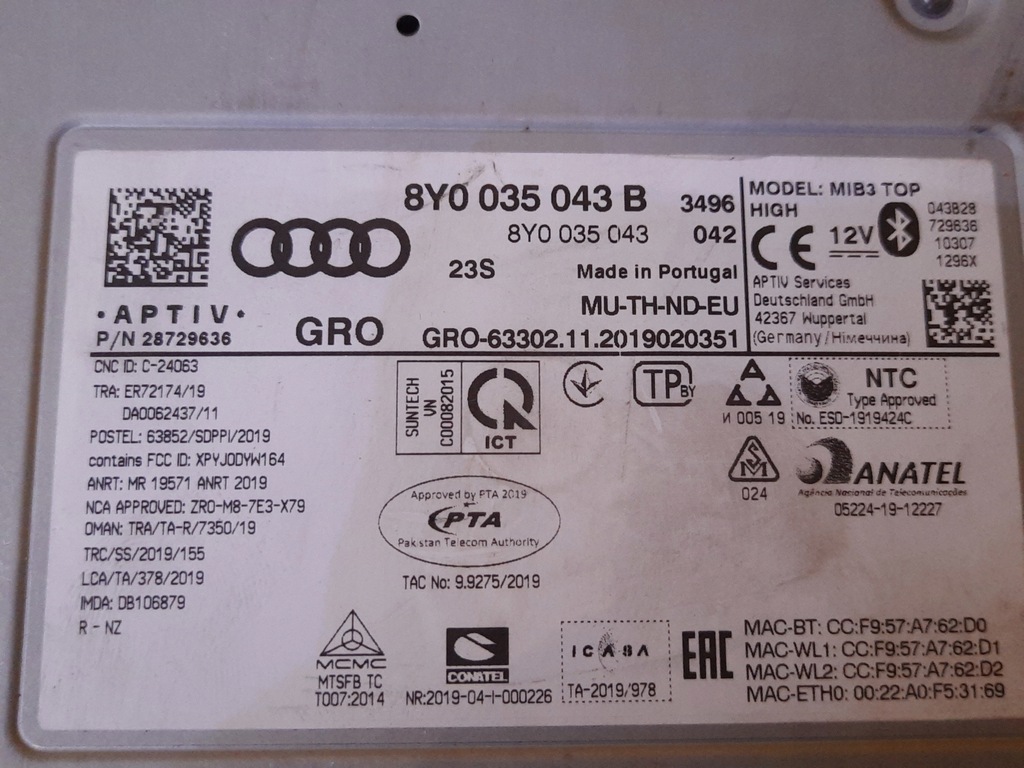 8Y0 035 043 B 3496
8Y0 035 043 042
23S Made in Portugal
MU-TH-ND-EU
GRO GRO-63302.11.2019020351
·APTIV·
P/N 28729636
MODEL: MIB3 TOP
HIGH
CE 12V
043B28
729636
10307
1296X
APTIV Services
Deutschland GmbH
42367 Wuppertal
(Germany/Німеччина)
CNC ID: C-24063
TRA: ER72174/19
DA0062437/11
POSTEL: 63852/SDPPI/2019
contains FCC ID: XPYJODYW164
ANRT: MR 19571 ANRT 2019
NCA APPROVED: ZRO-M8-7E3-X79
OMAN: TRA/TA-R/7350/19
TRC/SS/2019/155
LCA/TA/378/2019
IMDA: DB106879
R - NZ
SUNTECH
VN
C00082015
ICT
TP BY
И 005 19
NTC
Type Approved
No. ESD-1919424C
Approved by PTA 2019
PTA
Pakistan Telecom Authority
TAC No: 9.9275/2019
SM
024
ANATEL
Agência Nacional de Telecomunicações
05224-19-12227
MCMC
MTSFB TC
T007:2014
CONATEL
NR:2019-04-I-000226
ICASA
TA-2019/978
EAC
MAC-BT: CC:F9:57:A7:62:D0
MAC-WL1: CC:F9:57:A7:62:D1
MAC-WL2: CC:F9:57:A7:62:D2
MAC-ETH0: 00:22:A0:F5:31:69